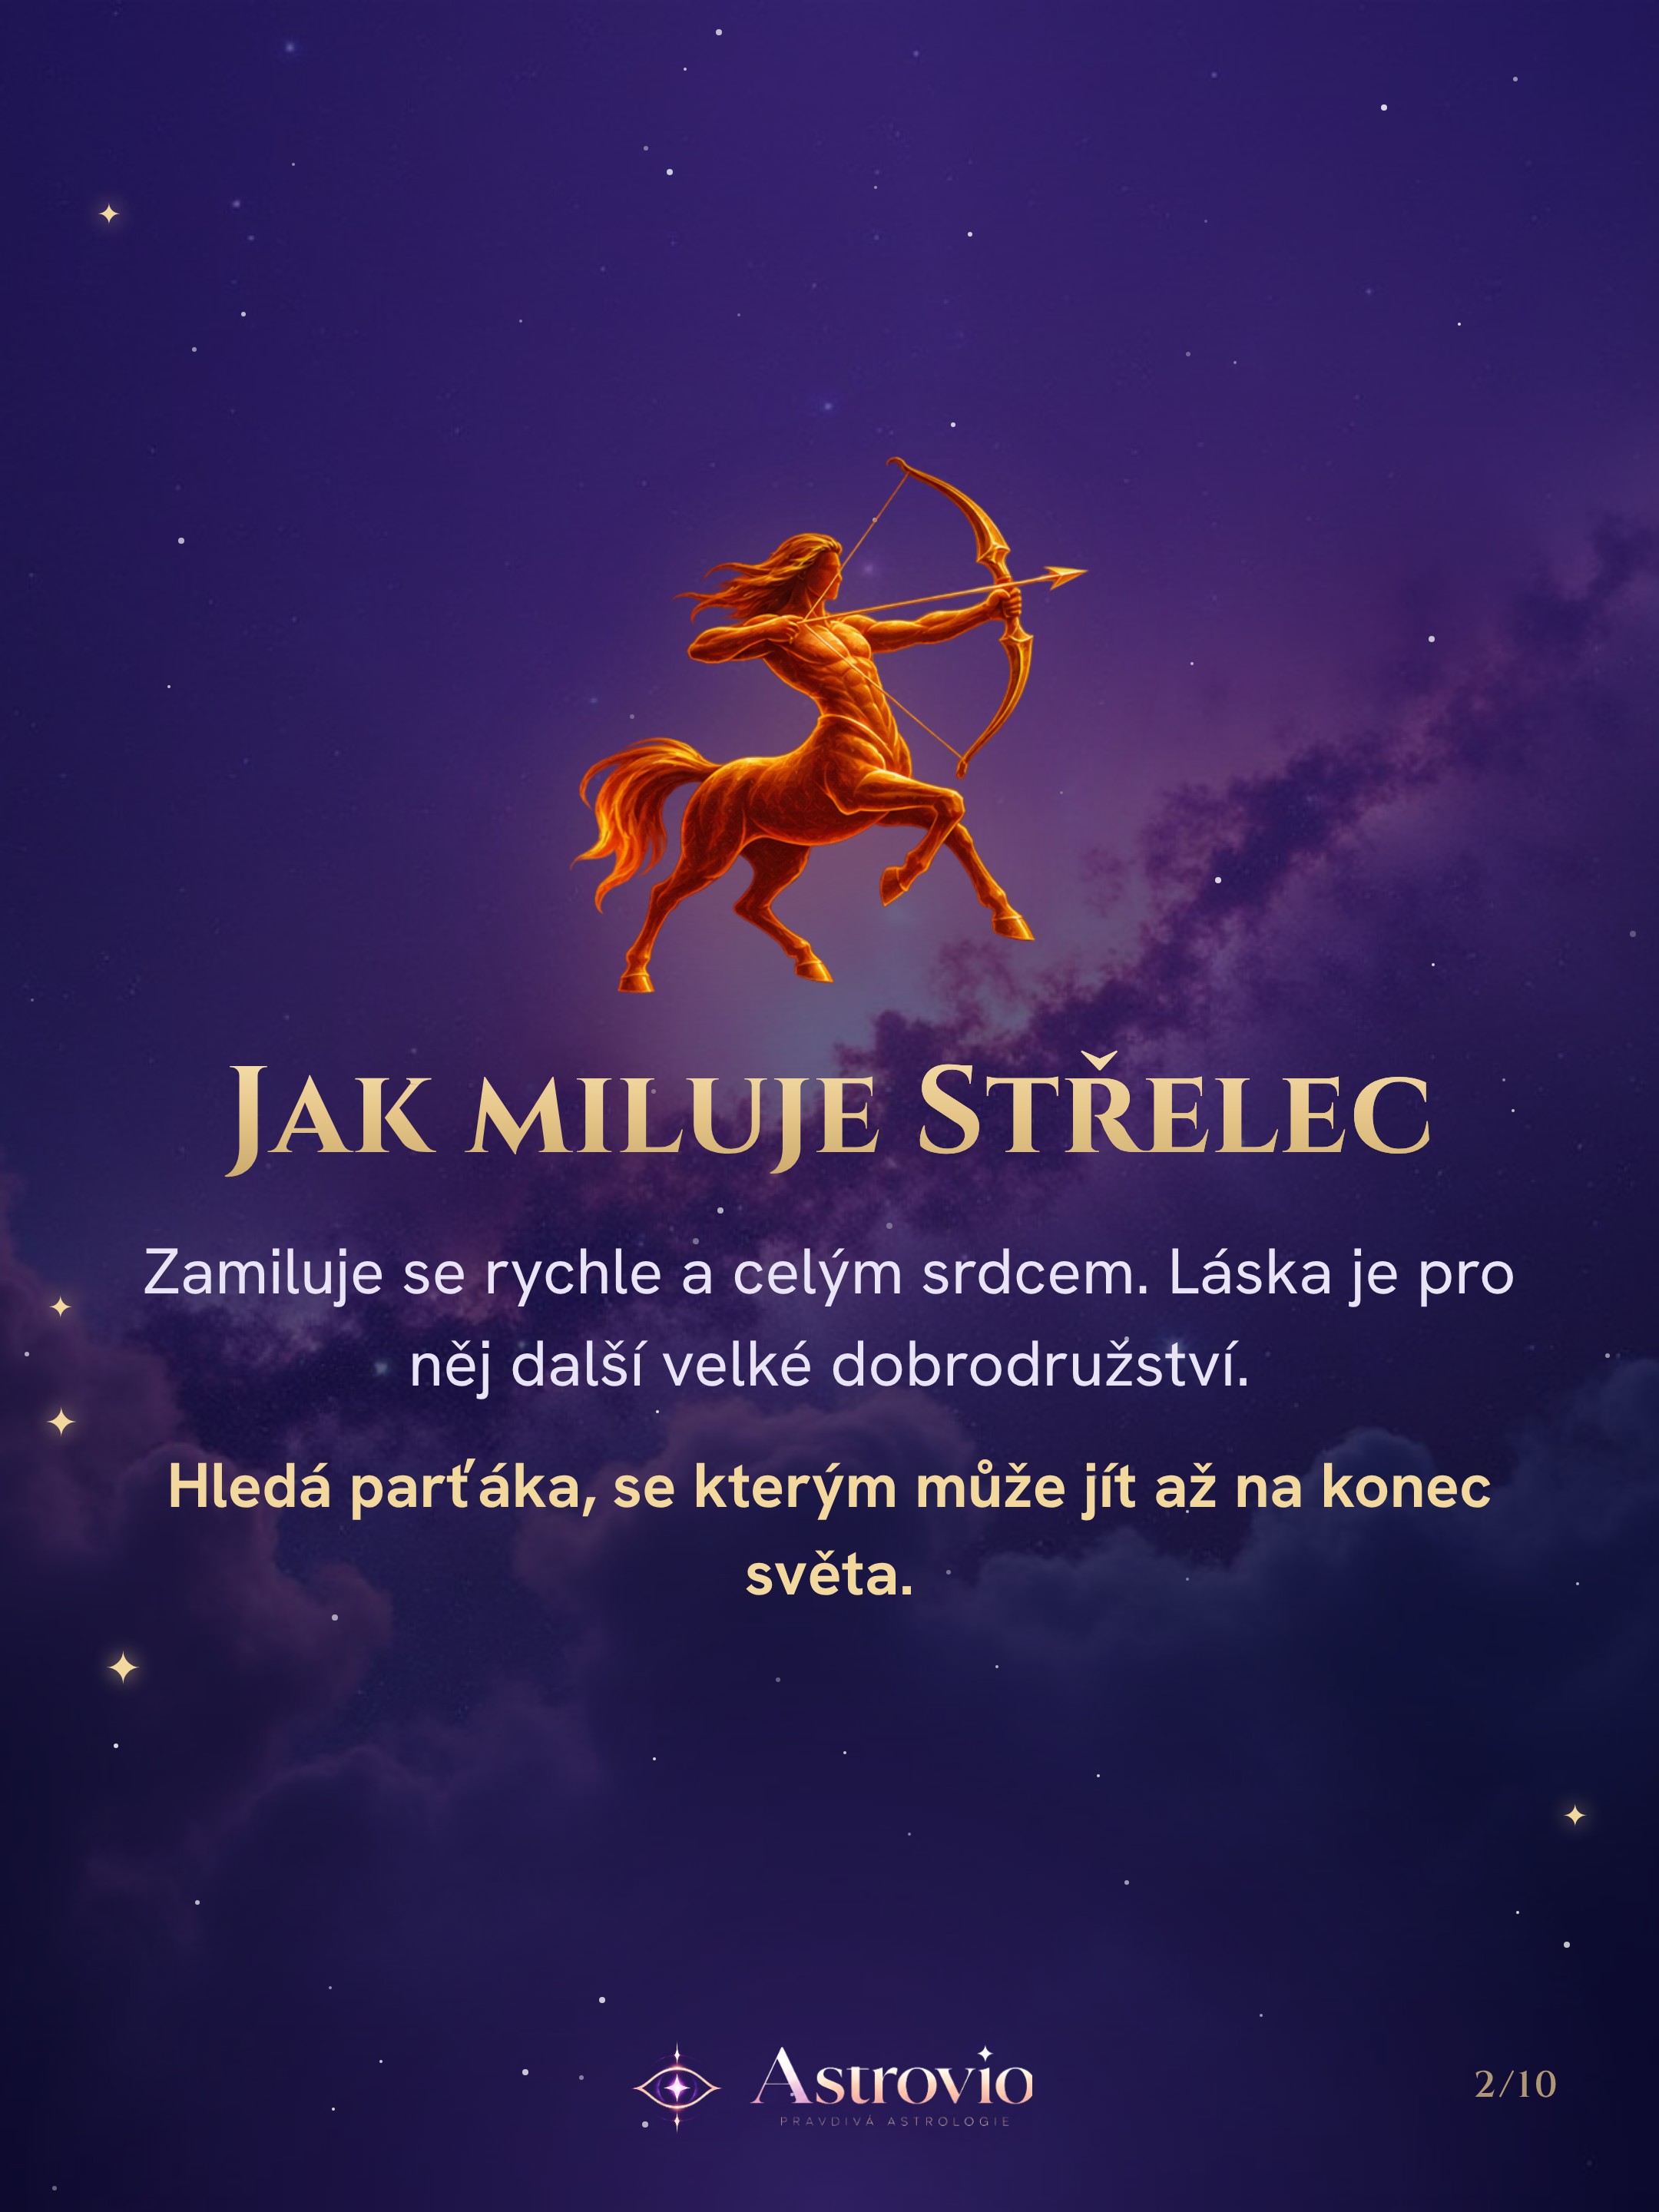 Jak miluje Střelec
Zamiluje se rychle a celým srdcem. Láska je pro
něj další velké dobrodružství.
Hledá parťáka, se kterým může jít až na konec
světa.
Astrovio
PRAVDIVÁ ASTROLOGIE
2/10